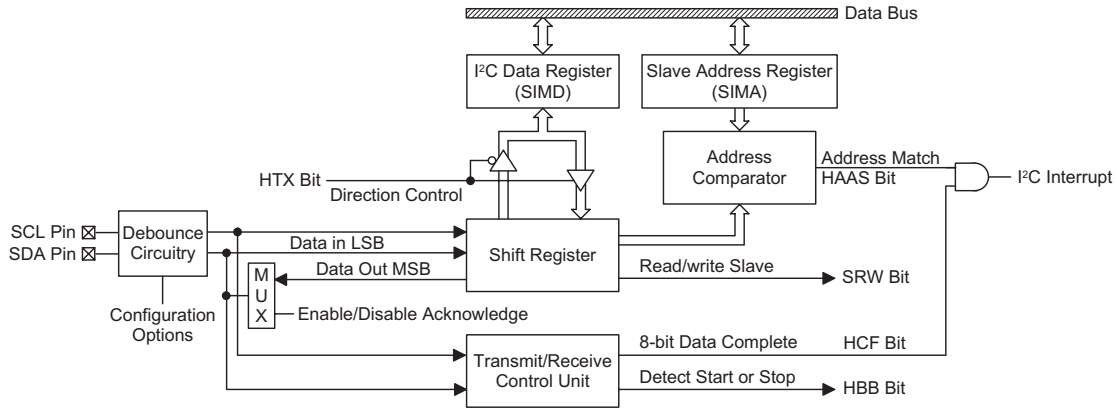 Data Bus
I²C Data Register
(SIMD)
Slave Address Register
(SIMA)
HTX Bit
Direction Control
Address
Comparator
Address Match
HAAS Bit
I²C Interrupt
SCL Pin
SDA Pin
Debounce
Circuitry
Data in LSB
Shift Register
Data Out MSB
Read/write Slave
SRW Bit
M
U
X
Enable/Disable Acknowledge
Configuration
Options
Transmit/Receive
Control Unit
8-bit Data Complete
HCF Bit
Detect Start or Stop
HBB Bit